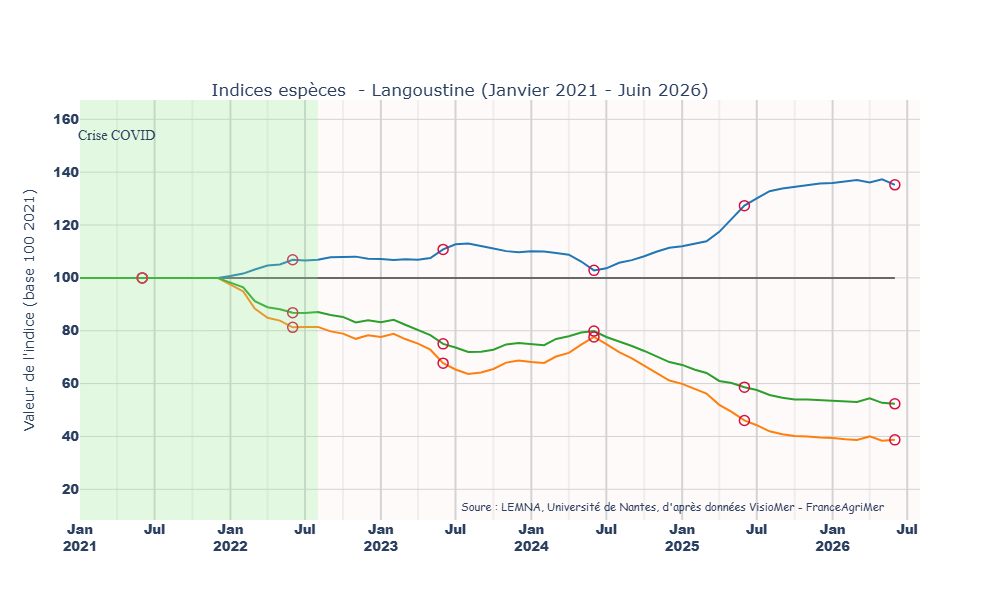 Indices espèces - Langoustine (Janvier 2021 - Juin 2026)
Valeur de l'indice (base 100 2021)
160
140
120
100
80
60
40
20
Crise COVID
Soure : LEMNA, Université de Nantes, d'après données VisioMer - FranceAgriMer
Jan Jul Jan Jul Jan Jul Jan Jul Jan Jul Jan Jul
2021 2022 2023 2024 2025 2026